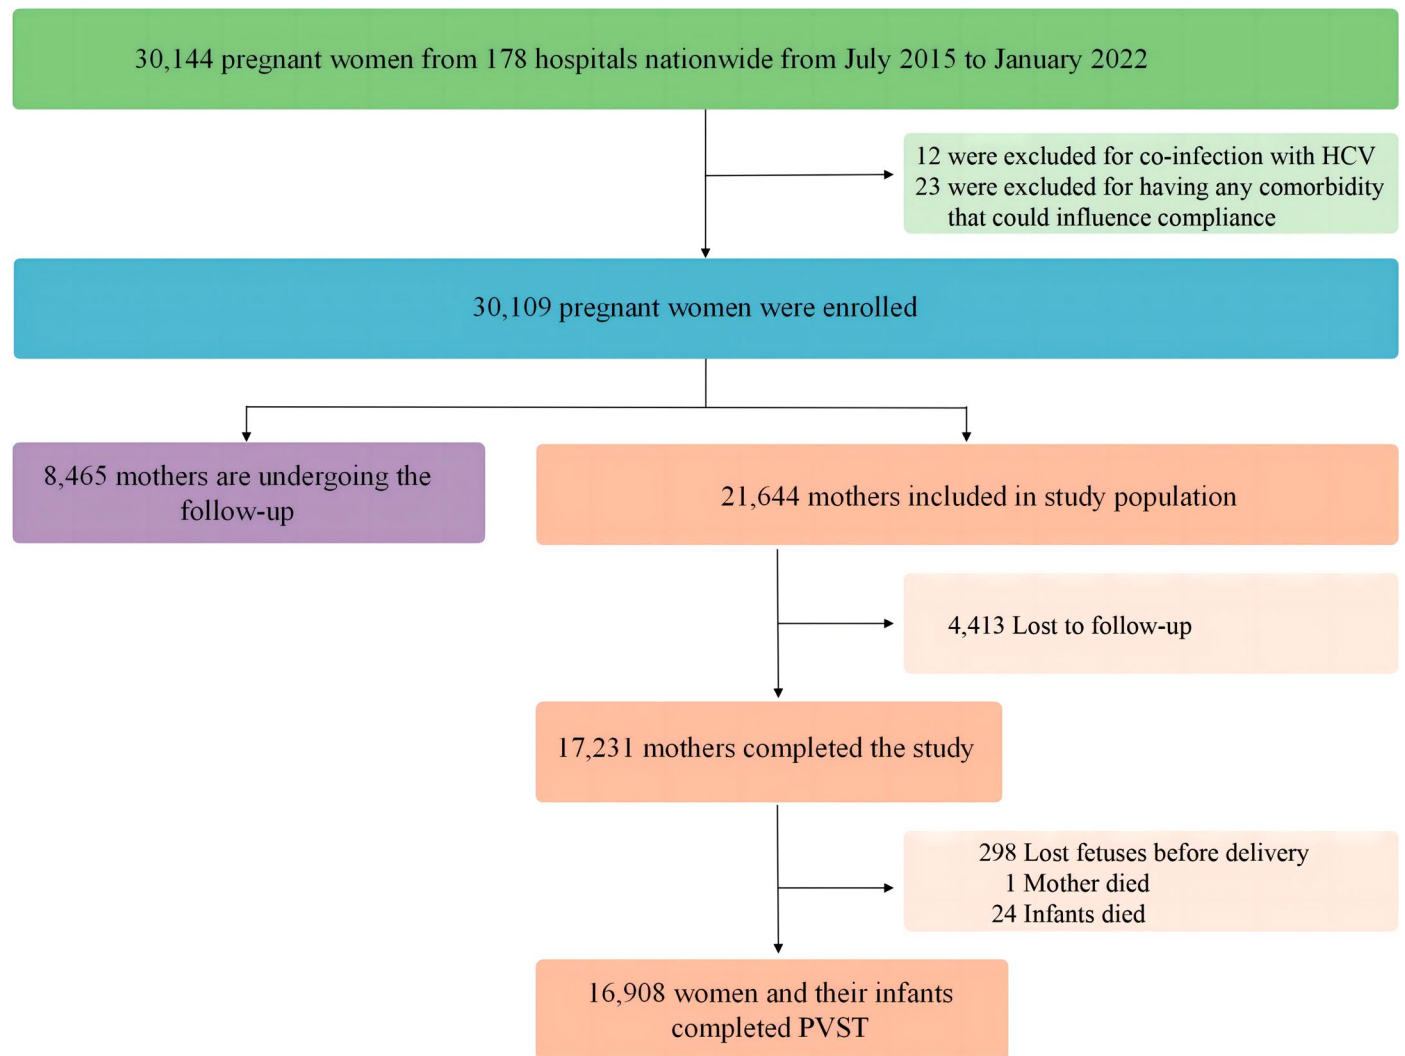 30,144 pregnant women from 178 hospitals nationwide from July 2015 to January 2022
12 were excluded for co-infection with HCV
23 were excluded for having any comorbidity
that could influence compliance
30,109 pregnant women were enrolled
8,465 mothers are undergoing the
follow-up
21,644 mothers included in study population
4,413 Lost to follow-up
17,231 mothers completed the study
298 Lost fetuses before delivery
1 Mother died
24 Infants died
16,908 women and their infants
completed PVST